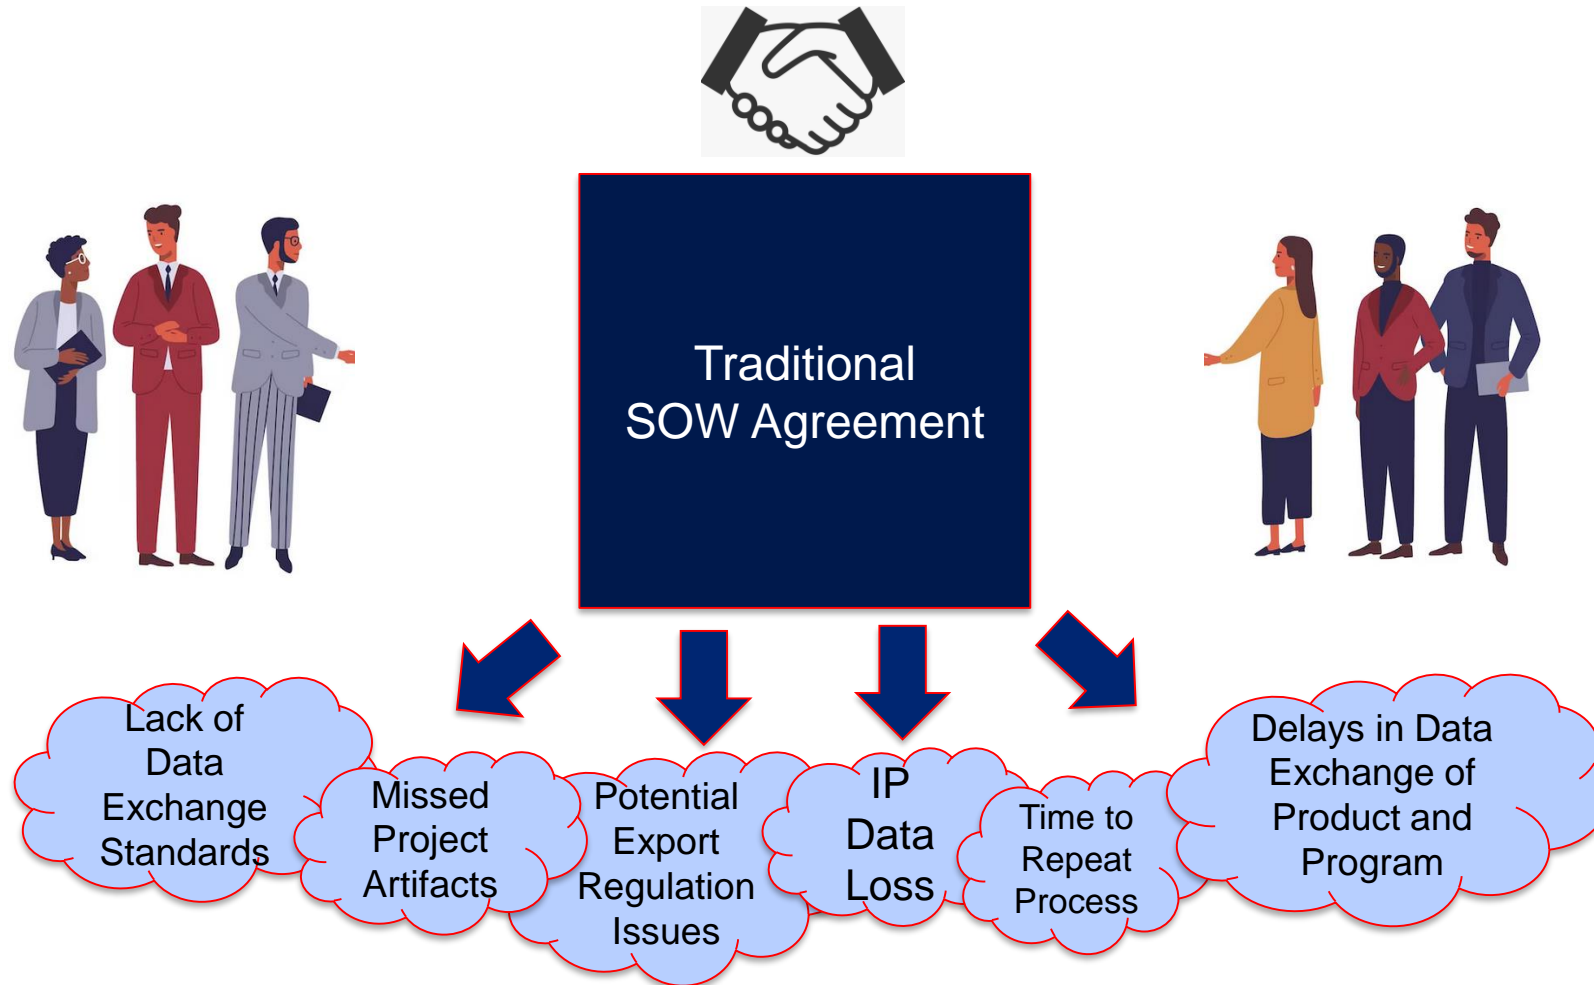 Traditional
SOW Agreement
Lack of
Data
Exchange
Standards
Missed
Project
Artifacts
Potential
Export
Regulation
Issues
IP
Data
Loss
Time to
Repeat
Process
Delays in Data
Exchange of
Product and
Program